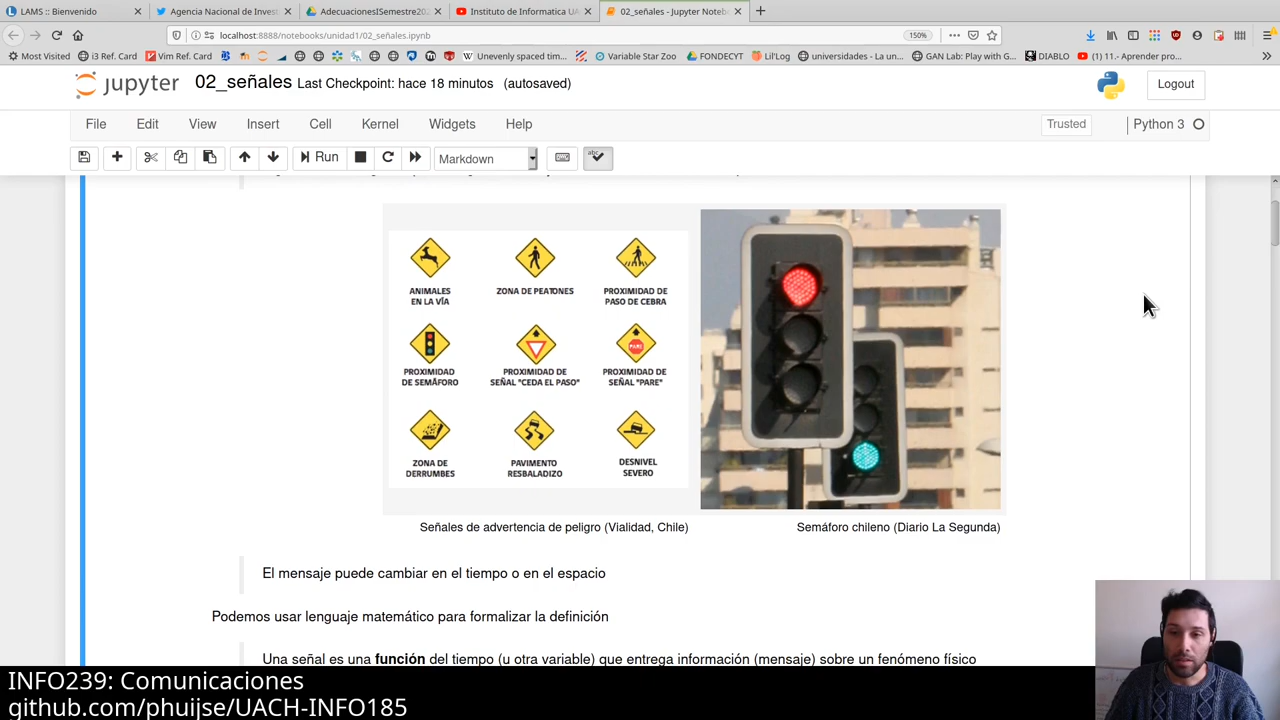 LAMS :: Bienvenido
Agencia Nacional de Invest
AdecuacionesISemestre202
Instituto de Informatica UA
02_señales - Jupyter Noteb
localhost:8888/notebooks/unidad1/02_señales.ipynb
150%
Most Visited
i3 Ref. Card
Vim Ref. Card
Unevenly spaced tim...
Variable Star Zoo
FONDECYT
Lil'Log
universidades - La un...
GAN Lab: Play with G...
DIABLO
(1) 11.- Aprender pro...
jupyter 02_señales Last Checkpoint: hace 18 minutos (autosaved)
Logout
File Edit View Insert Cell Kernel Widgets Help
Trusted
Python 3
Run
Markdown
abc
ANIMALES
EN LA VÍA
ZONA DE PEATONES
PROXIMIDAD DE
PASO DE CEBRA
PROXIMIDAD
DE SEMÁFORO
PROXIMIDAD DE
SEÑAL "CEDA EL PASO"
PARE
PROXIMIDAD DE
SEÑAL "PARE"
ZONA DE
DERRUMBES
PAVIMENTO
RESBALADIZO
DESNIVEL
SEVERO
Señales de advertencia de peligro (Vialidad, Chile)
Semáforo chileno (Diario La Segunda)
El mensaje puede cambiar en el tiempo o en el espacio
Podemos usar lenguaje matemático para formalizar la definición
Una señal es una función del tiempo (u otra variable) que entrega información (mensaje) sobre un fenómeno físico
INFO239: Comunicaciones
github.com/phuijse/UACH-INFO185